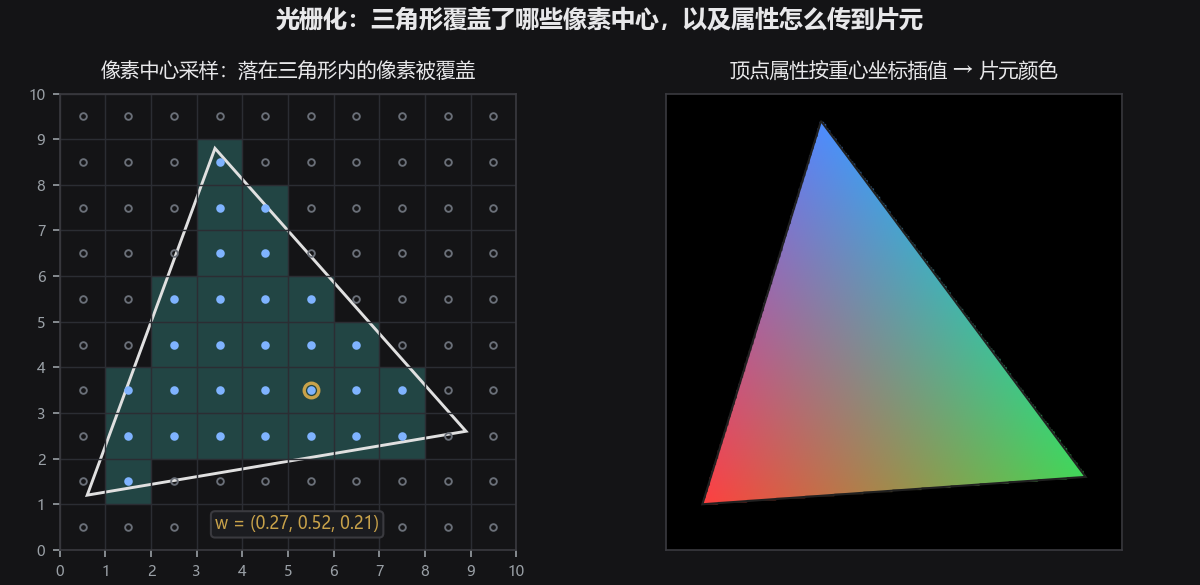 光栅化：三角形覆盖了哪些像素中心，以及属性怎么传到片元
像素中心采样：落在三角形内的像素被覆盖
顶点属性按重心坐标插值 → 片元颜色
10
9
8
7
6
5
4
3
2
1
0
w = (0.27, 0.52, 0.21)
0 1 2 3 4 5 6 7 8 9 10